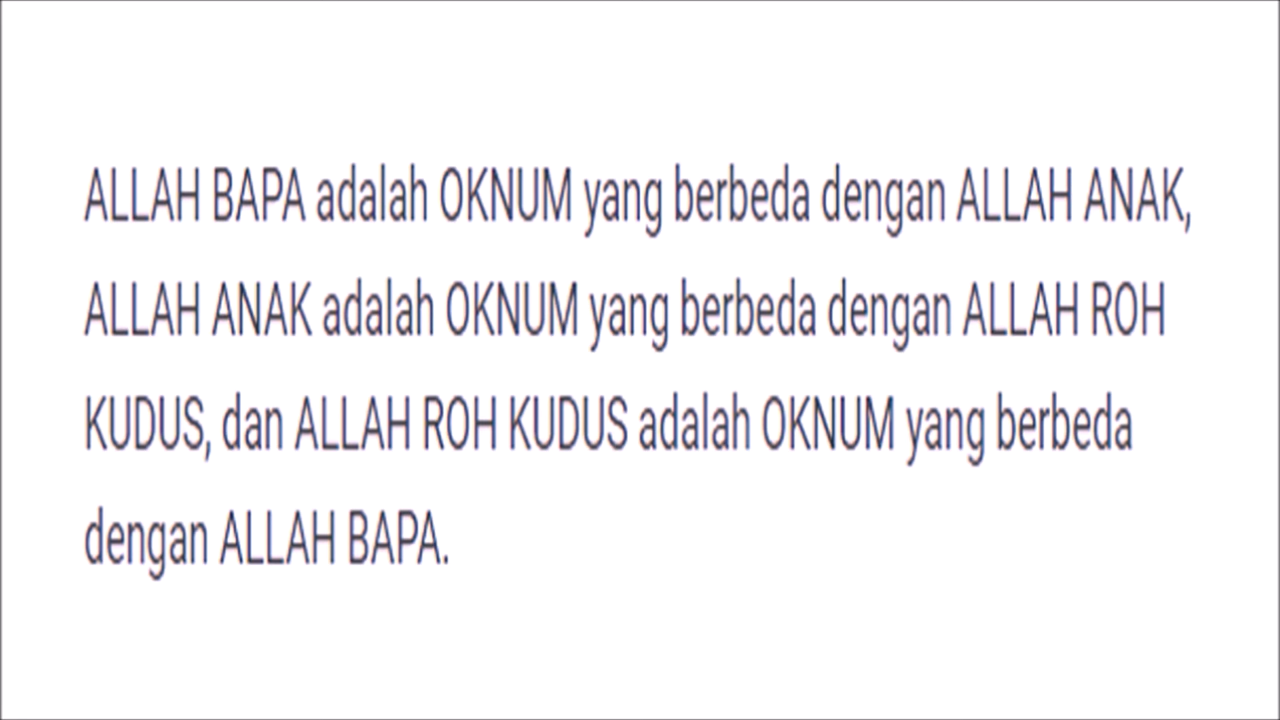 ALLAH BAPA adalah OKNUM yang berbeda dengan ALLAH ANAK,
ALLAH ANAK adalah OKNUM yang berbeda dengan ALLAH ROH
KUDUS, dan ALLAH ROH KUDUS adalah OKNUM yang berbeda
dengan ALLAH BAPA.